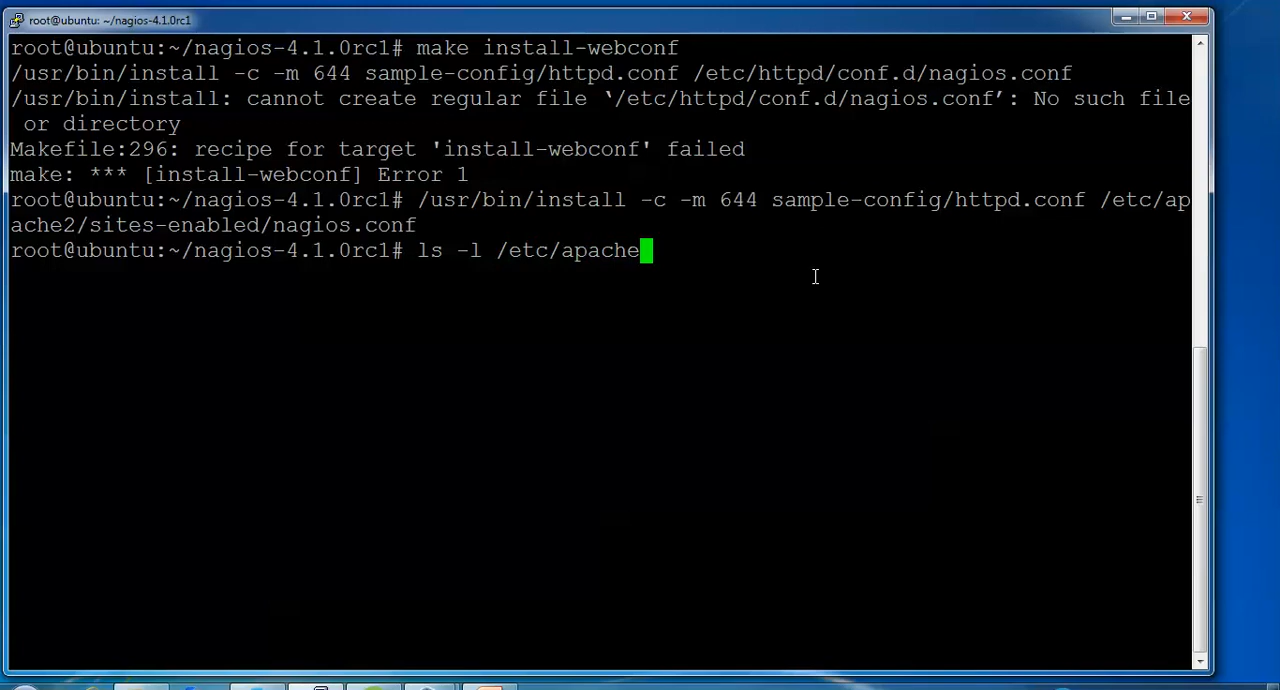 root@ubuntu: ~/nagios-4.1.0rc1
root@ubuntu:~/nagios-4.1.0rc1# make install-webconf
/usr/bin/install -c -m 644 sample-config/httpd.conf /etc/httpd/conf.d/nagios.conf
/usr/bin/install: cannot create regular file ‘/etc/httpd/conf.d/nagios.conf’: No such file
or directory
Makefile:296: recipe for target 'install-webconf' failed
make: *** [install-webconf] Error 1
root@ubuntu:~/nagios-4.1.0rc1# /usr/bin/install -c -m 644 sample-config/httpd.conf /etc/ap
ache2/sites-enabled/nagios.conf
root@ubuntu:~/nagios-4.1.0rc1# ls -l /etc/apache